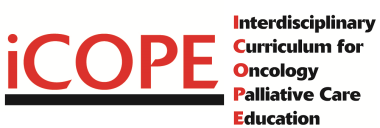 iCOPE
Interdisciplinary
Curriculum for
Oncology
Palliative Care
Education